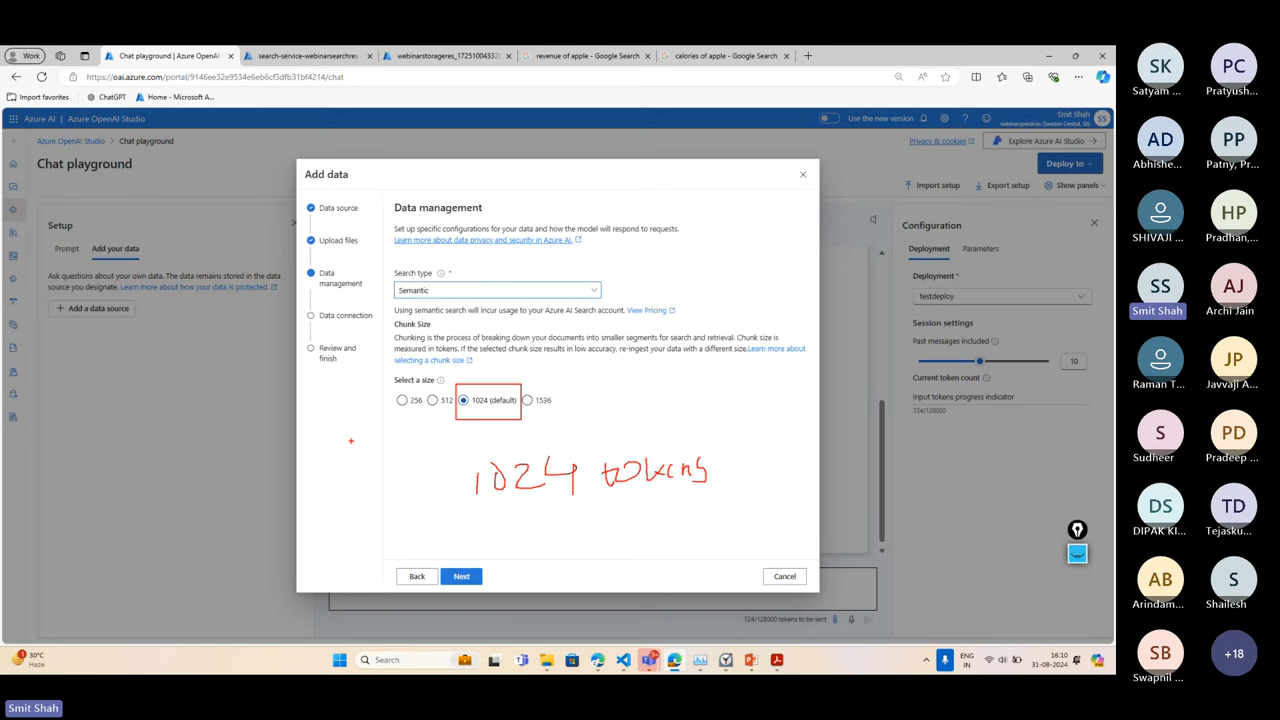 Work
Chat playground | Azure OpenAI S
search-service-webinarsearchres
webinarstorageres_17251004332
revenue of apple - Google Search
calories of apple - Google Search
https://oai.azure.com/portal/9146ee32e9534e6eb6cf3dfb31bf4214/chat
Import favorites
ChatGPT
Home - Microsoft A...
Azure AI | Azure OpenAI Studio
Use the new version
Smit Shah
webinaropenairis (Sweden Central, S0)
SS
Azure OpenAI Studio
Chat playground
Privacy & cookies
Explore Azure AI Studio
Chat playground
Deploy to
Import setup
Export setup
Show panels
Setup
Prompt
Add your data
Ask questions about your own data. The data remains stored in the data
source you designate. Learn more about how your data is protected.
+ Add a data source
Add data
Data source
Upload files
Data
management
Data connection
Review and
finish
Data management
Set up specific configurations for your data and how the model will respond to requests.
Learn more about data privacy and security in Azure AI.
Search type *
Semantic
Using semantic search will incur usage to your Azure AI Search account. View Pricing
Chunk Size
Chunking is the process of breaking down your documents into smaller segments for search and retrieval. Chunk size is
measured in tokens. If the selected chunk size results in low accuracy, re-ingest your data with a different size.Learn more about
selecting a chunk size
Select a size
256
512
1024 (default)
1536
1024 tokens
Back
Next
Cancel
Configuration
Deployment
Parameters
Deployment *
testdeploy
Session settings
Past messages included
10
Current token count
Input tokens progress indicator
724/128000
724/128000 tokens to be sent
SK
Satyam ...
PC
Pratyush...
AD
Abhishe...
PP
Patny, Pr...
SHIVAJI ...
HP
Pradhan,...
SS
Smit Shah
AJ
Archi Jain
Raman T...
JP
Javvaji A...
S
Sudheer
PD
Pradeep ...
DS
DIPAK KI...
TD
Tejasku...
AB
Arindam...
S
Shailesh
SB
Swapnil ...
+18
1
30°C
Haze
Search
ENG
IN
16:10
31-08-2024
Smit Shah